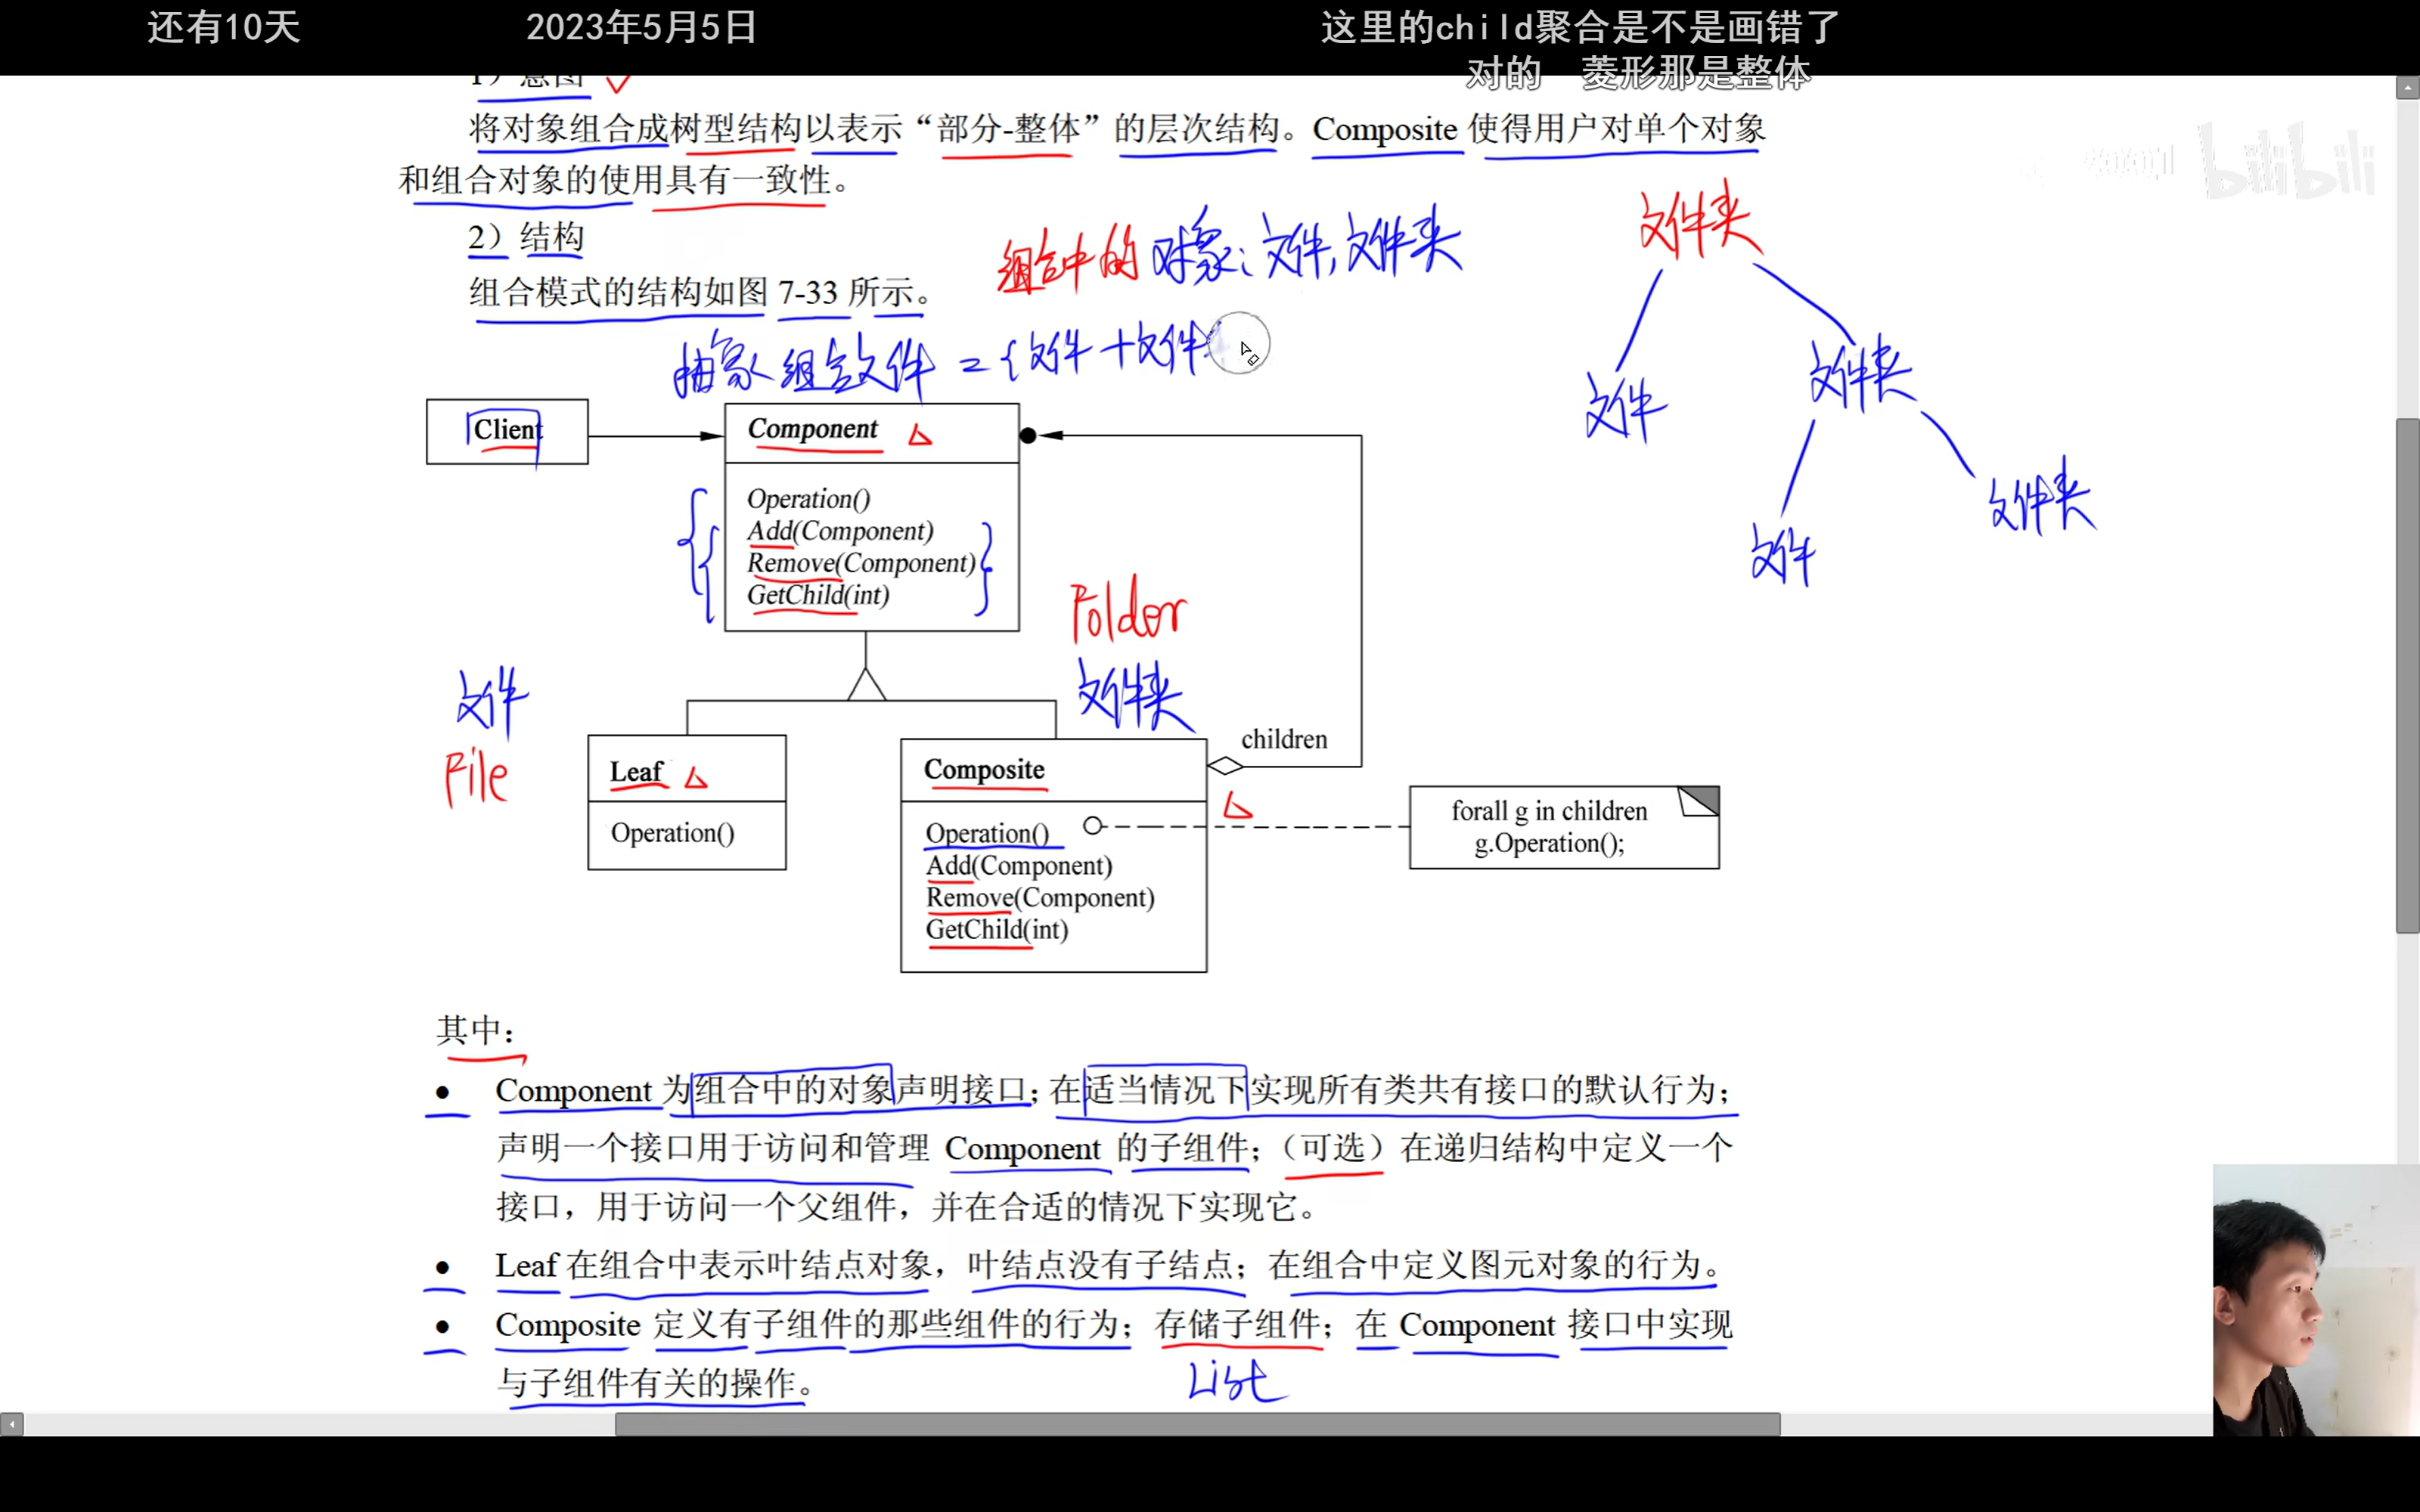 还有10天
2023年5月5日
这里的child聚合是不是画错了
对的
菱形那是整体
1）意图
将对象组合成树型结构以表示“部分-整体”的层次结构。Composite 使得用户对单个对象
和组合对象的使用具有一致性。
bilibili
2）结构
组合模式的结构如图 7-33 所示。
组合中的对象：文件，文件夹
抽象组合文件 = {文件+文件
文件夹
文件
文件夹
文件
文件夹
Client
Component
Operation()
Add(Component)
Remove(Component)
GetChild(int)
Folder
文件夹
文件
File
children
Leaf
Operation()
Composite
Operation()
Add(Component)
Remove(Component)
GetChild(int)
forall g in children
g.Operation();
其中：
● Component 为组合中的对象声明接口；在适当情况下实现所有类共有接口的默认行为；
声明一个接口用于访问和管理 Component 的子组件；（可选）在递归结构中定义一个
接口，用于访问一个父组件，并在合适的情况下实现它。
● Leaf 在组合中表示叶结点对象，叶结点没有子结点；在组合中定义图元对象的行为。
● Composite 定义有子组件的那些组件的行为；存储子组件；在 Component 接口中实现
与子组件有关的操作。
List